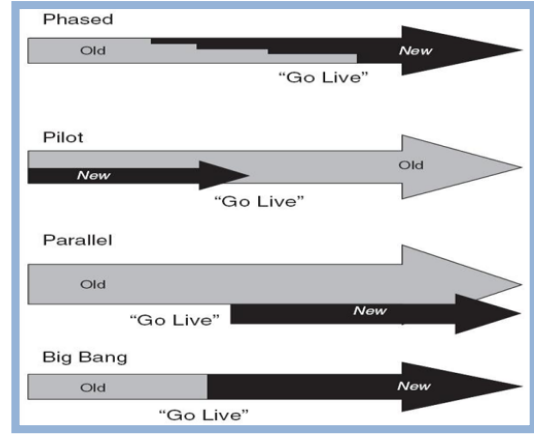 Phased
Old
New
“Go Live”
Pilot
Old
New
“Go Live”
Parallel
Old
“Go Live”
New
Big Bang
Old
New
“Go Live”